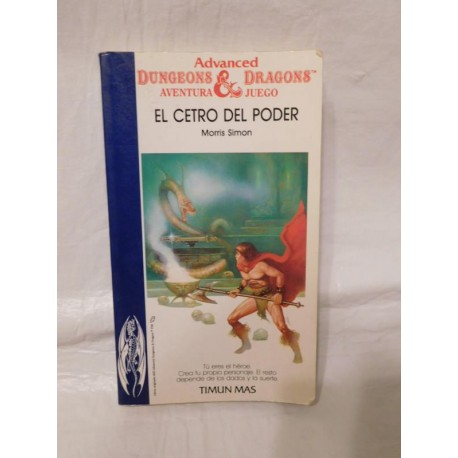 Advanced
DUNGEONS & DRAGONS™
AVENTURA JUEGO
EL CETRO DEL PODER
Morris Simon
Tú eres el héroe
Crea tu propio personaje. El resto
depende de los dados y la suerte.
TIMUN MAS